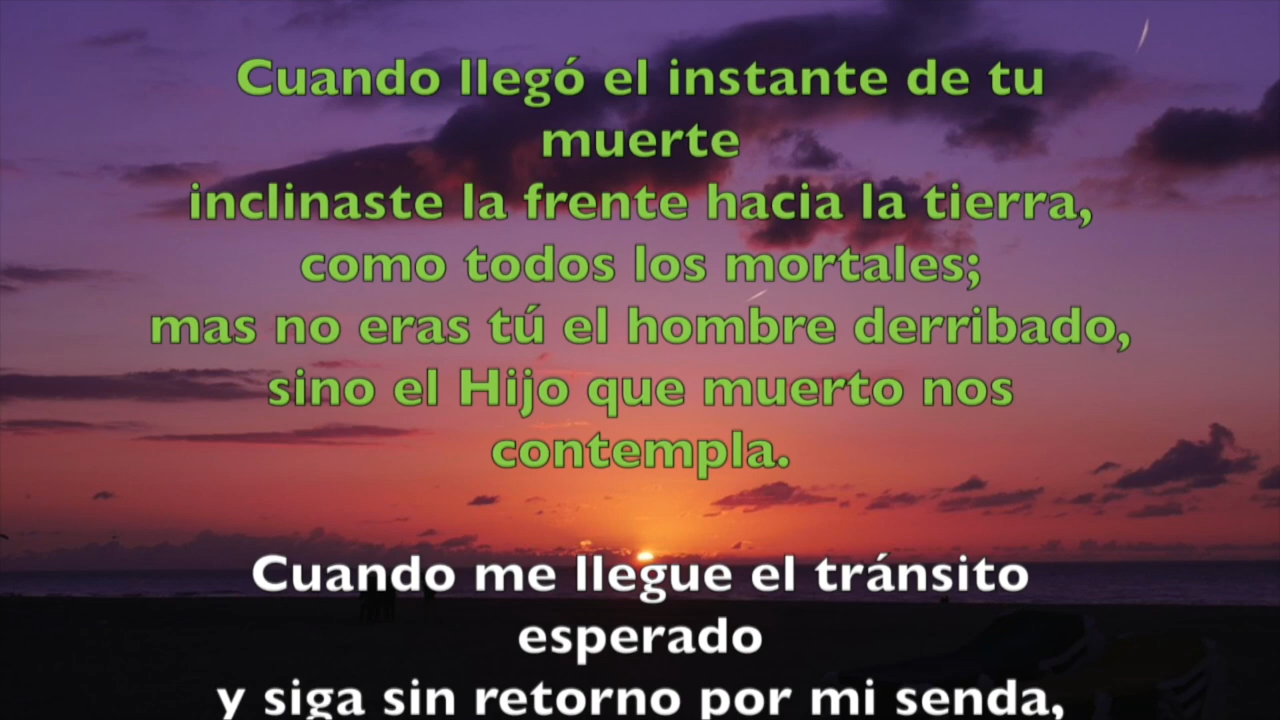 Cuando llegó el instante de tu
muerte
inclinaste la frente hacia la tierra,
como todos los mortales;
mas no eras tú el hombre derribado,
sino el Hijo que muerto nos
contempla.
Cuando me llegue el tránsito
esperado
y siga sin retorno por mi senda,